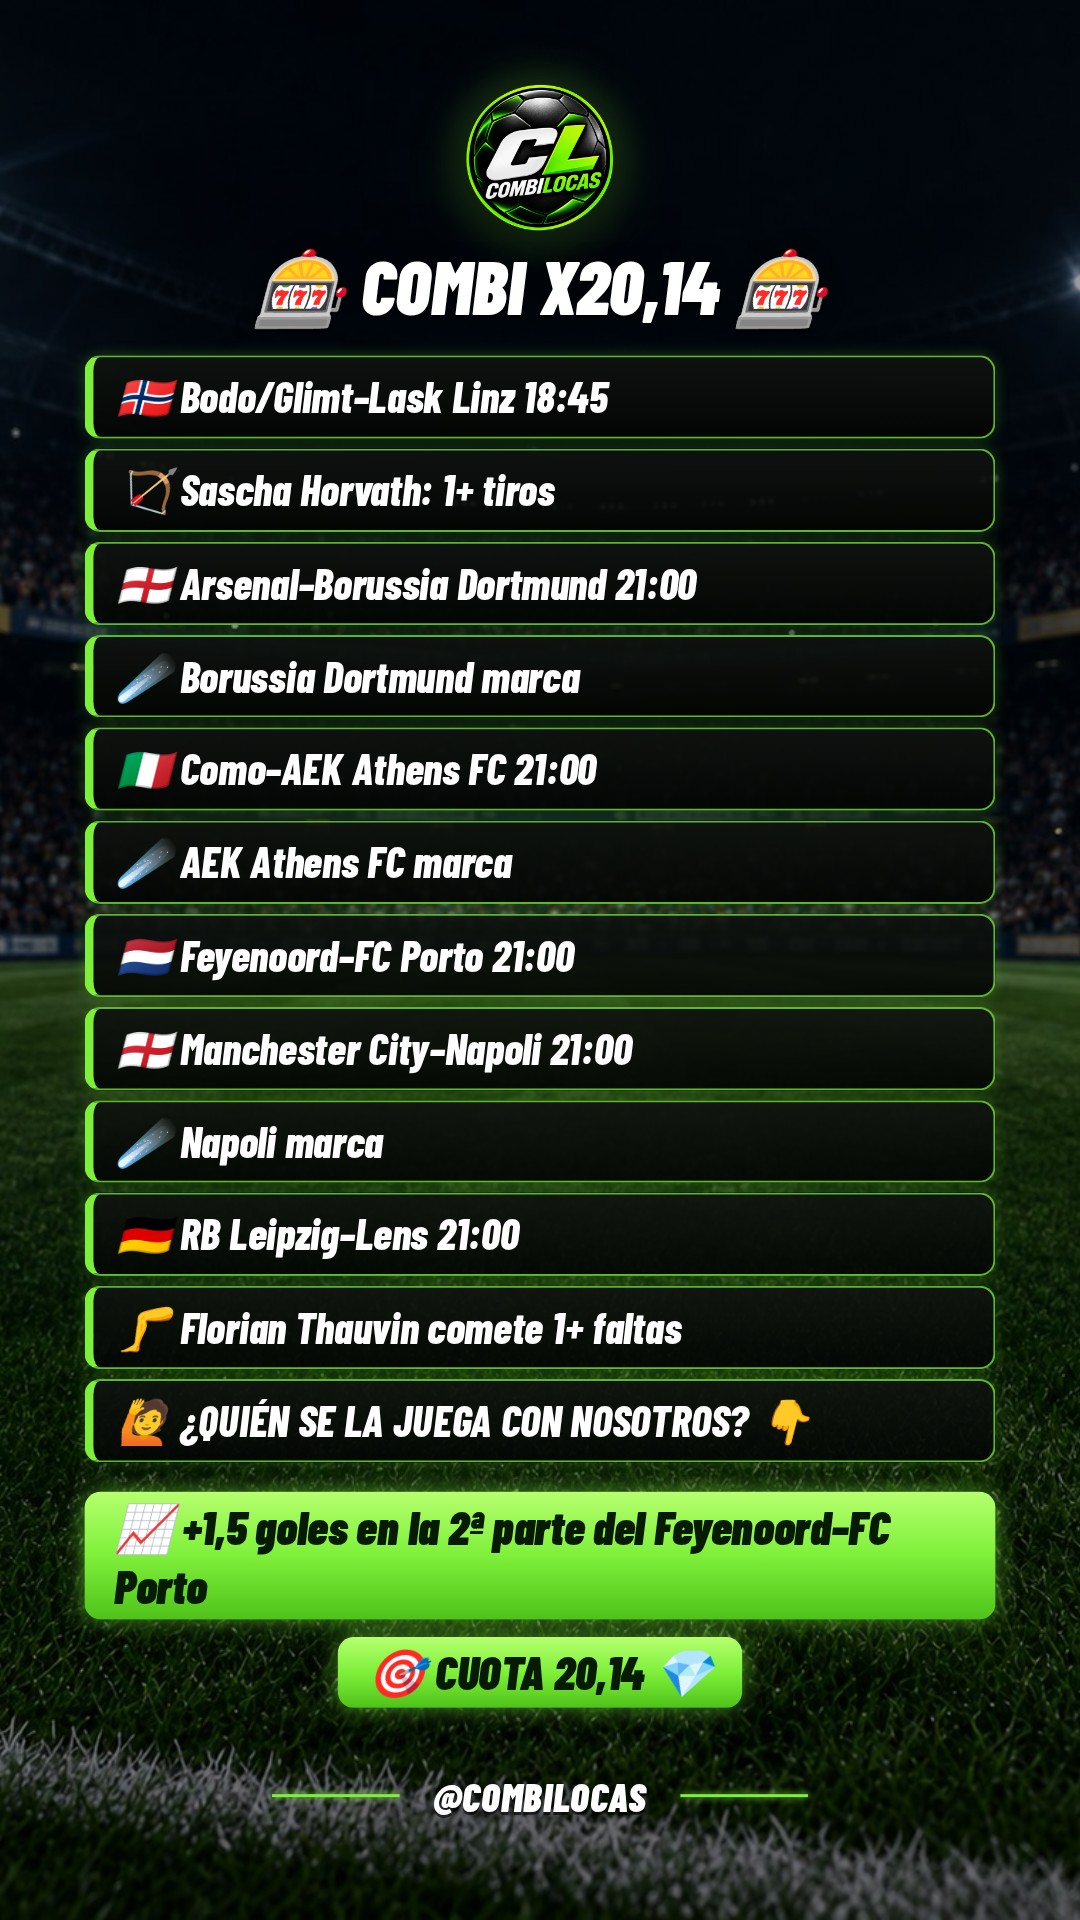 CL
COMBILOCAS
🎰 COMBI X20,14 🎰
🇳🇴 Bodo/Glimt-Lask Linz 18:45
🏹 Sascha Horvath: 1+ tiros
🏴󠁧󠁢󠁥󠁮󠁧󠁿 Arsenal-Borussia Dortmund 21:00
☄️ Borussia Dortmund marca
🇮🇹 Como-AEK Athens FC 21:00
☄️ AEK Athens FC marca
🇳🇱 Feyenoord-FC Porto 21:00
🏴󠁧󠁢󠁥󠁮󠁧󠁿 Manchester City-Napoli 21:00
☄️ Napoli marca
🇩🇪 RB Leipzig-Lens 21:00
🦵 Florian Thauvin comete 1+ faltas
🙋 ¿QUIÉN SE LA JUEGA CON NOSOTROS? 👇
📈 +1,5 goles en la 2ª parte del Feyenoord-FC
Porto
🎯 CUOTA 20,14 💎
@COMBILOCAS